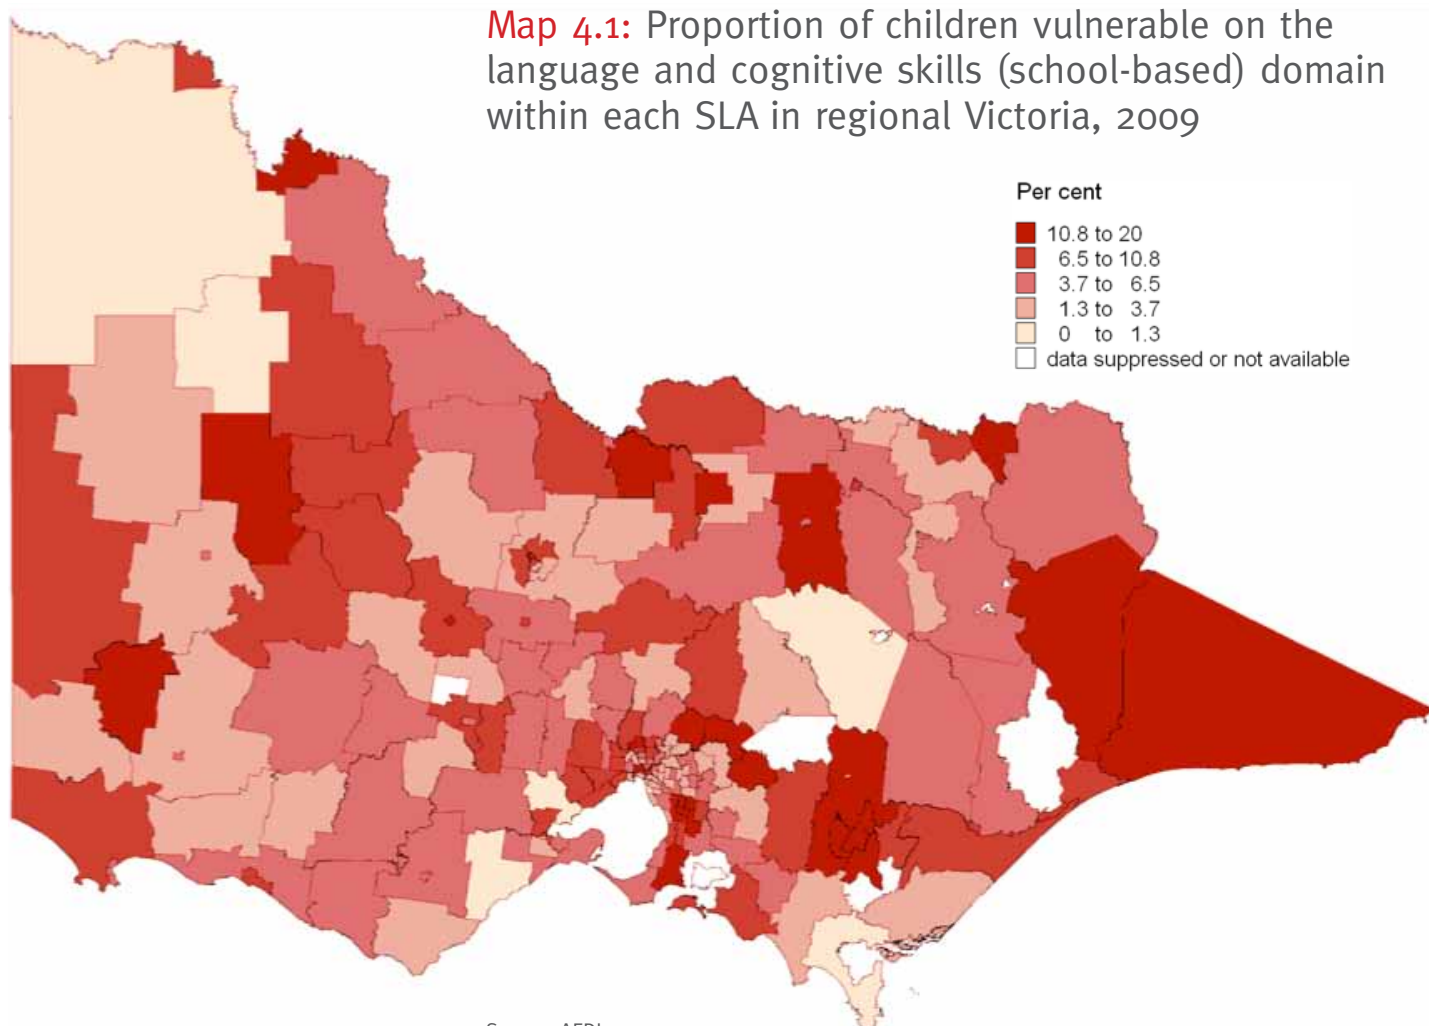 Map 4.1: Proportion of children vulnerable on the
language and cognitive skills (school-based) domain
within each SLA in regional Victoria, 2009
Per cent
10.8 to 20
6.5 to 10.8
3.7 to 6.5
1.3 to 3.7
0 to 1.3
data suppressed or not available